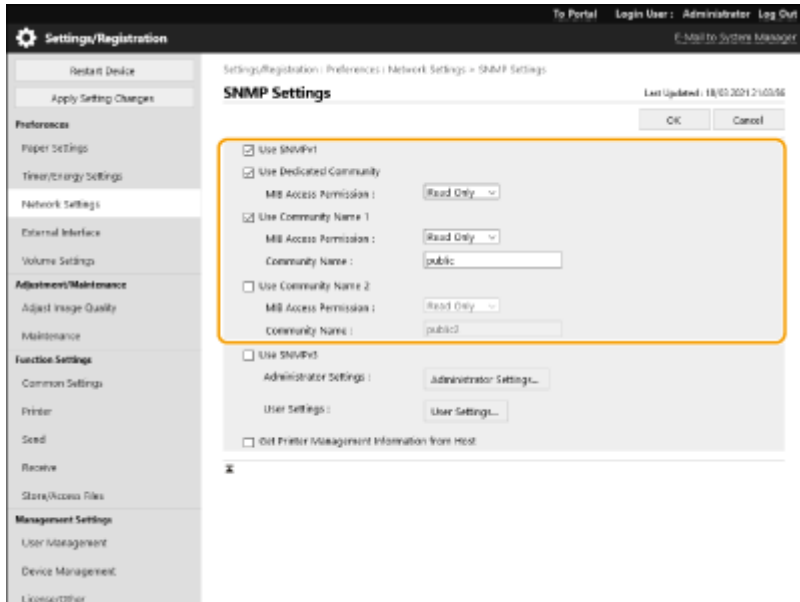 To Portal Login User : Administrator Log Out
Settings/Registration
E-Mail to System Manager
Restart Device
Apply Setting Changes
Preferences
Paper Settings
Timer/Energy Settings
Network Settings
External Interface
Volume Settings
Adjustment/Maintenance
Adjust Image Quality
Maintenance
Function Settings
Common Settings
Printer
Send
Receive
Store/Access Files
Management Settings
User Management
Device Management
License/Other
Settings/Registration : Preferences : Network Settings > SNMP Settings
SNMP Settings
Last Updated : 18/03 2021 21:03:56
OK Cancel
Use SNMPv1
Use Dedicated Community
MIB Access Permission : Read Only
Use Community Name 1
MIB Access Permission : Read Only
Community Name : public
Use Community Name 2
MIB Access Permission : Read Only
Community Name : public2
Use SNMPv3
Administrator Settings : Administrator Settings...
User Settings : User Settings...
Get Printer Management Information from Host